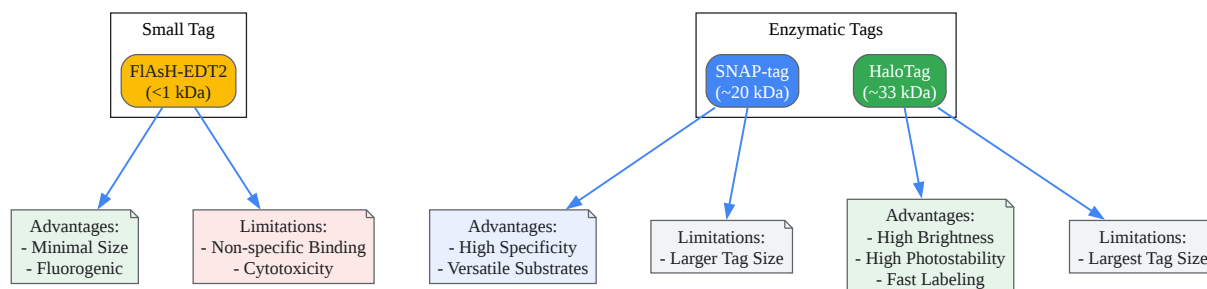 Small Tag
FlAsH-EDT2
(<1 kDa)
Enzymatic Tags
SNAP-tag
(~20 kDa)
HaloTag
(~33 kDa)
Advantages:
- Minimal Size
- Fluorogenic
Limitations:
- Non-specific Binding
- Cytotoxicity
Advantages:
- High Specificity
- Versatile Substrates
Limitations:
- Larger Tag Size
Advantages:
- High Brightness
- High Photostability
- Fast Labeling
Limitations:
- Largest Tag Size